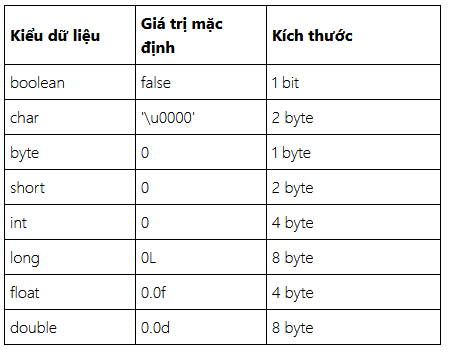 Kiểu dữ liệu Giá trị mặc định Kích thước
boolean false 1 bit
char '\u0000' 2 byte
byte 0 1 byte
short 0 2 byte
int 0 4 byte
long 0L 8 byte
float 0.0f 4 byte
double 0.0d 8 byte